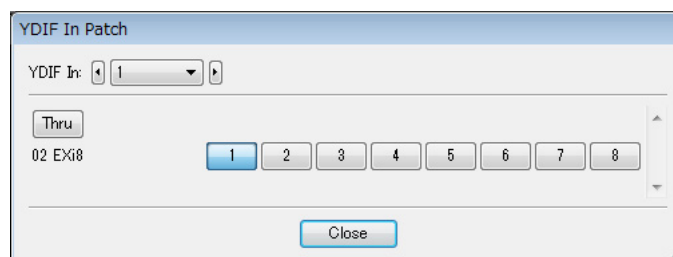 YDIF In Patch
YDIF In: 1
Thru
02 EXi8 1 2 3 4 5 6 7 8
Close